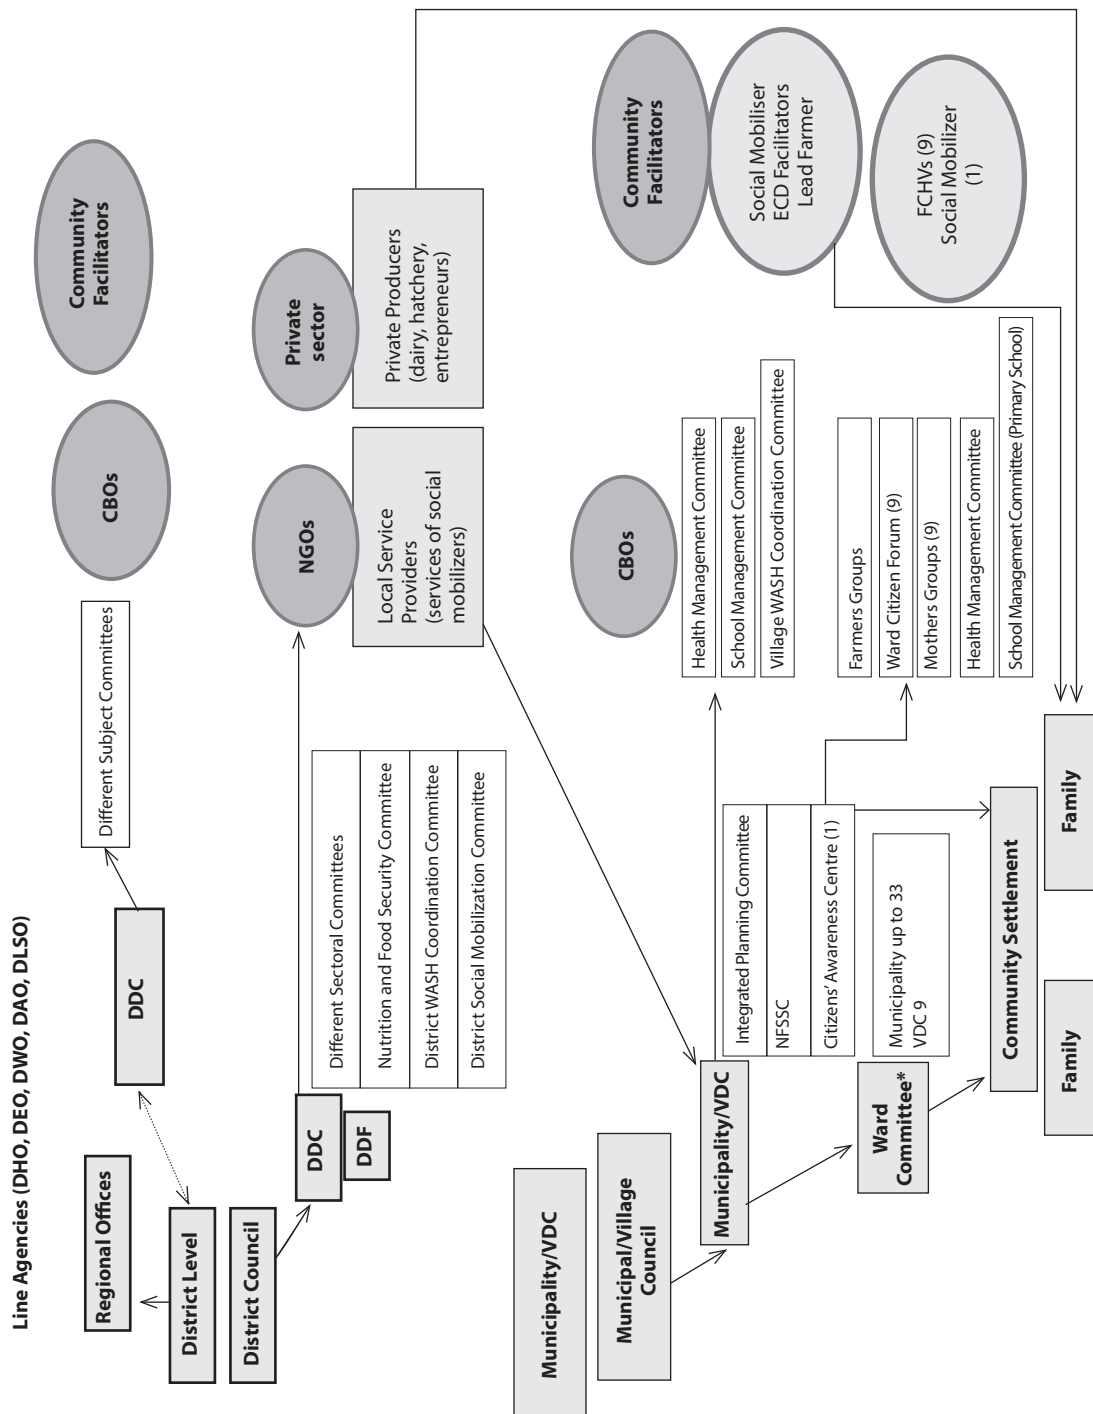 Line Agencies (DHO, DEO, DWO, DAO, DLSO)
Regional Offices
District Level
DDC
Different Subject Committees
CBOs
Community
Facilitators
District Council
DDC
DDF
Different Sectoral Committees
Nutrition and Food Security Committee
District WASH Coordination Committee
District Social Mobilization Committee
NGOs
Local Service
Providers
(services of social
mobilizers)
Private
sector
Private Producers
(dairy, hatchery,
entrepreneurs)
Municipality/VDC
Municipal/Village
Council
Municipality/VDC
Integrated Planning Committee
NFSSC
Citizens’ Awareness Centre (1)
CBOs
Health Management Committee
School Management Committee
Village WASH Coordination Committee
Community
Facilitators
Social Mobiliser
ECD Facilitators
Lead Farmer
Ward
Committee*
Municipality up to 33
VDC 9
Farmers Groups
Ward Citizen Forum (9)
Mothers Groups (9)
Health Management Committee
School Management Committee (Primary School)
FCHVs (9)
Social Mobilizer
(1)
Community Settlement
Family
Family